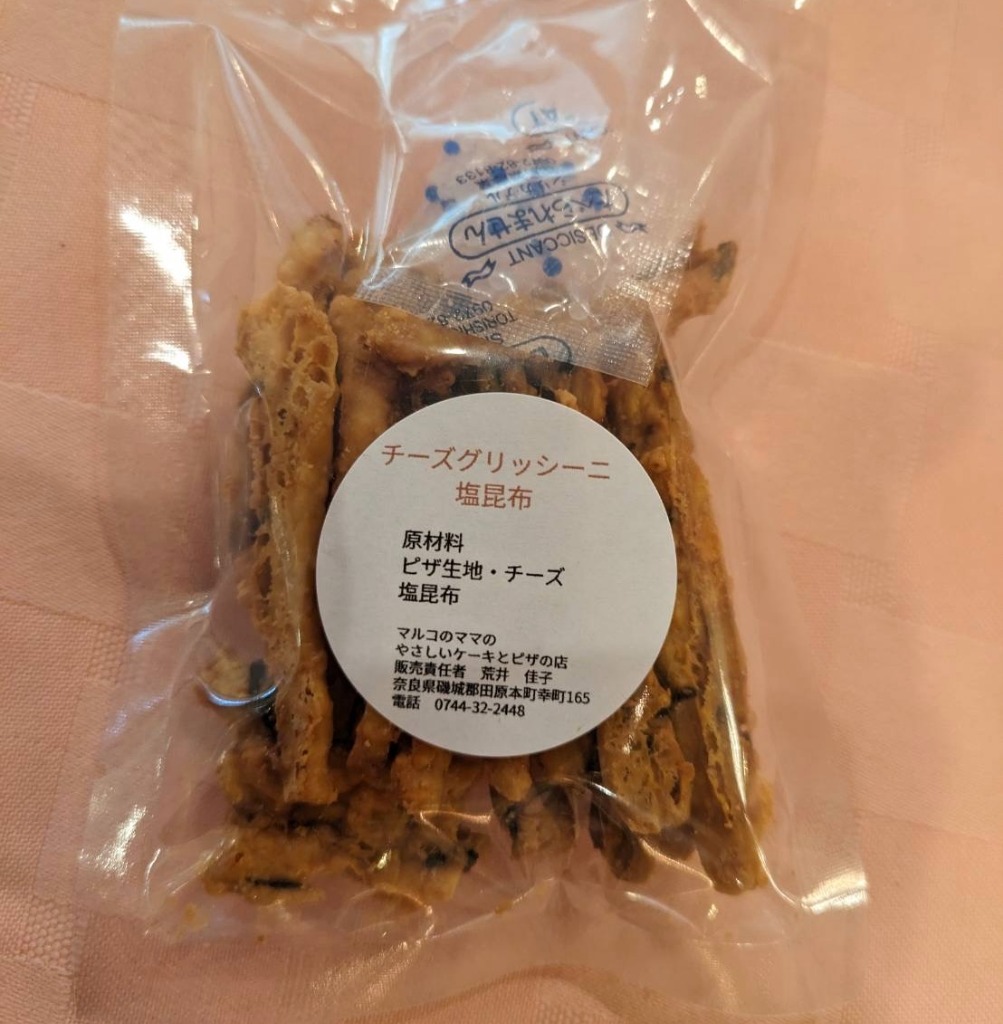 チーズグリッシーニ
塩昆布
原材料
ピザ生地・チーズ
塩昆布
マルコのママの
やさしいケーキとピザの店
販売責任者　荒井　佳子
奈良県磯城郡田原本町幸町165
電話　0744-32-2448
たべられません
DESICCANT